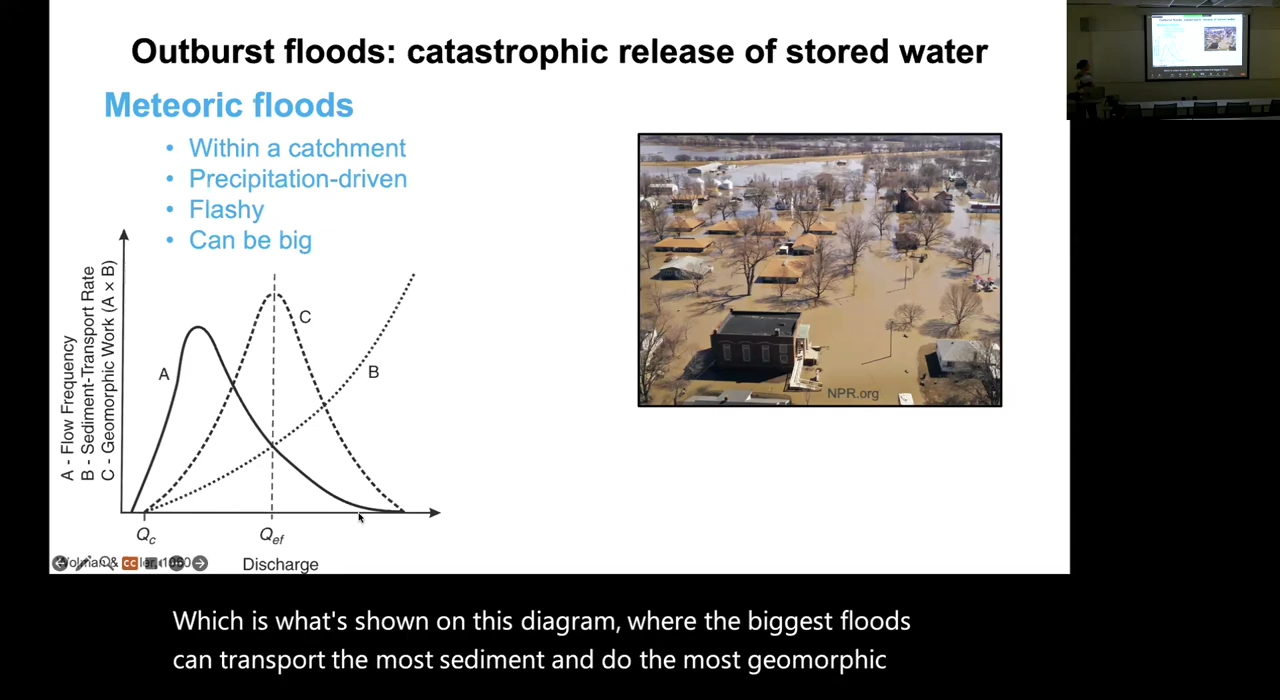 Outburst floods: catastrophic release of stored water
Meteoric floods
• Within a catchment
• Precipitation-driven
• Flashy
• Can be big
A - Flow Frequency
B - Sediment-Transport Rate
C - Geomorphic Work (A × B)
A
C
B
Qc
Qef
Discharge
NPR.org
Wolman &
cc
Which is what's shown on this diagram, where the biggest floods
can transport the most sediment and do the most geomorphic